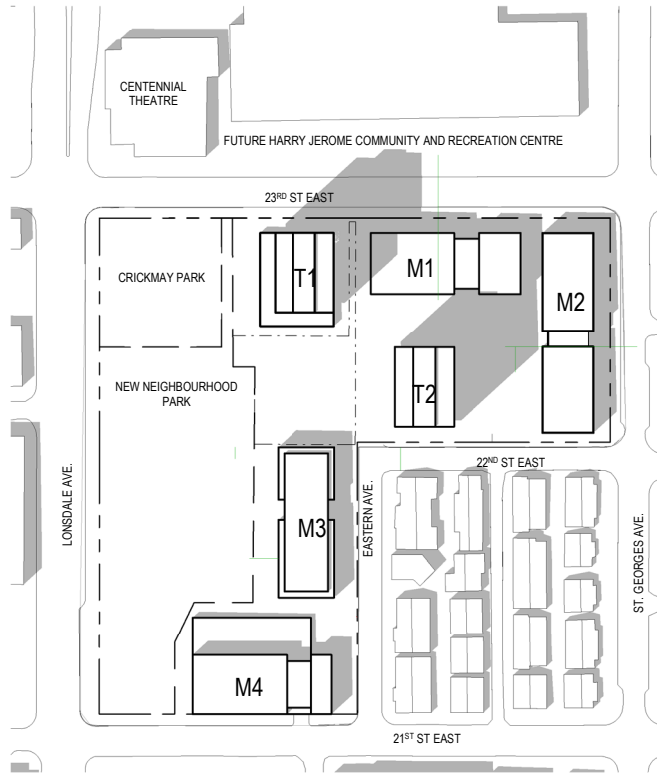 CENTENNIAL
THEATRE
FUTURE HARRY JEROME COMMUNITY AND RECREATION CENTRE
23RD ST EAST
CRICKMAY PARK
T1
M1
M2
NEW NEIGHBOURHOOD
PARK
T2
22ND ST EAST
LONSDALE AVE.
M3
EASTERN AVE.
ST. GEORGES AVE.
M4
21ST ST EAST